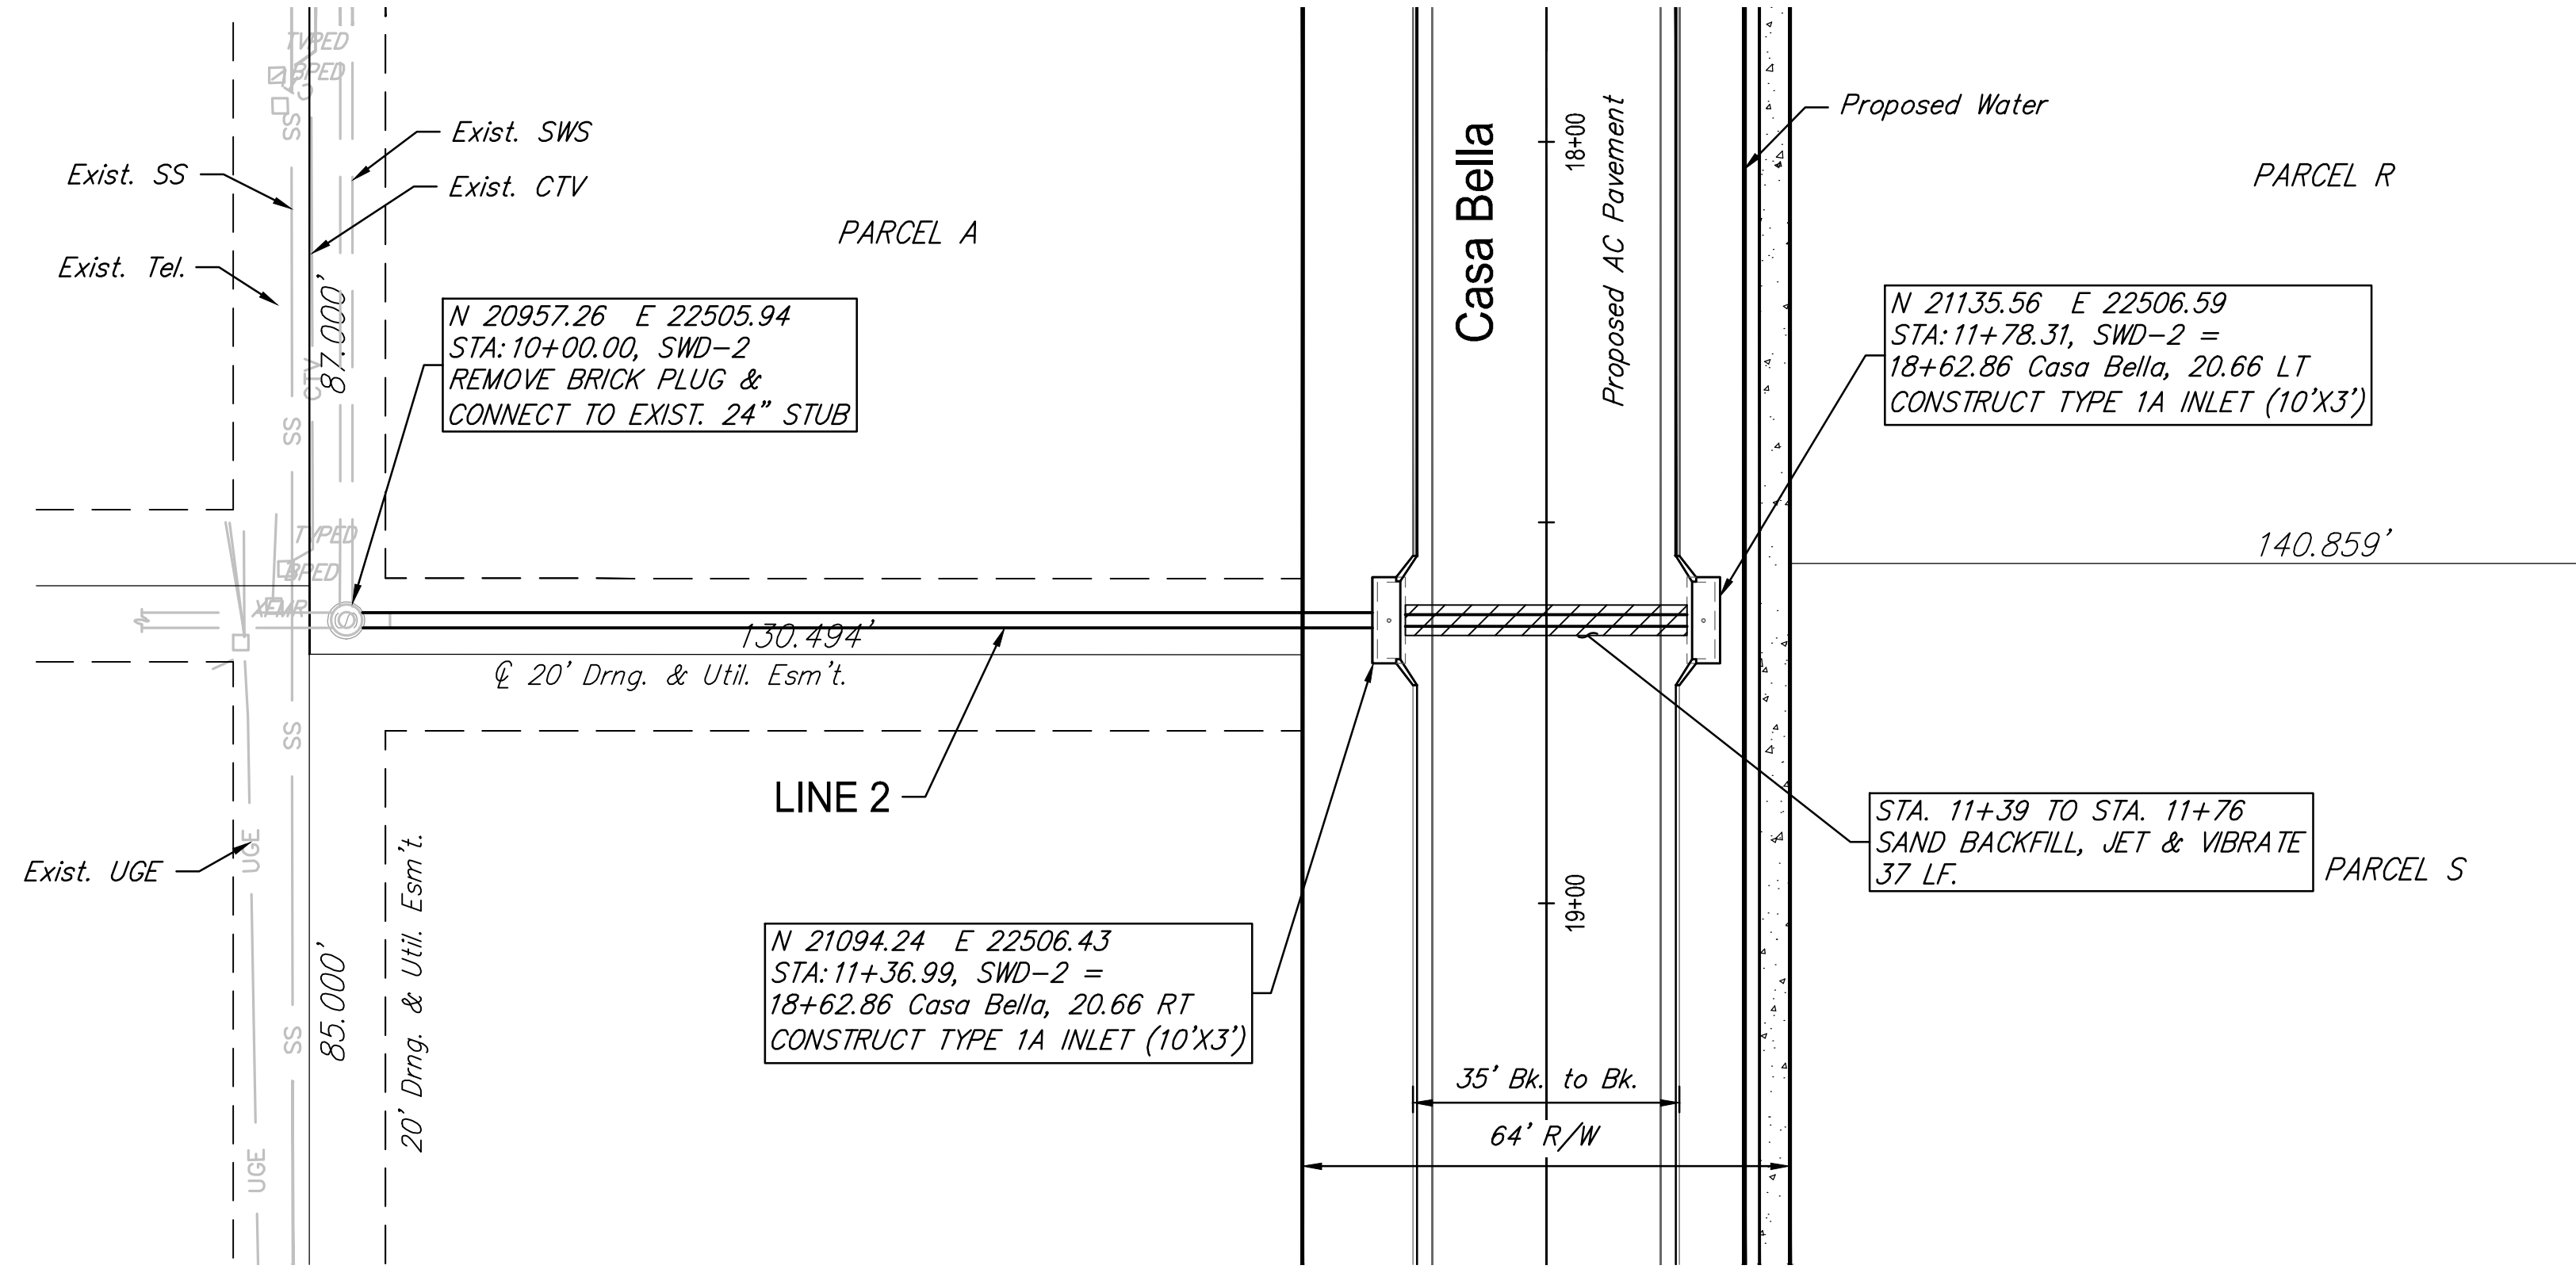 TVPED
BPED
SS
Exist. SWS
Exist. SS
Exist. CTV
Exist. Tel.
87.000'
CTV
SS
PARCEL A
N 20957.26 E 22505.94
STA:10+00.00, SWD-2
REMOVE BRICK PLUG &
CONNECT TO EXIST. 24" STUB
Casa Bella
18+00
Proposed AC Pavement
Proposed Water
PARCEL R
N 21135.56 E 22506.59
STA:11+78.31, SWD-2 =
18+62.86 Casa Bella, 20.66 LT
CONSTRUCT TYPE 1A INLET (10'X3')
140.859'
TVPED
BPED
XFMR
130.494'
℄ 20' Drng. & Util. Esm't.
SS
LINE 2
Exist. UGE
UGE
20' Drng. & Util. Esm't.
85.000'
SS
UGE
N 21094.24 E 22506.43
STA:11+36.99, SWD-2 =
18+62.86 Casa Bella, 20.66 RT
CONSTRUCT TYPE 1A INLET (10'X3')
19+00
STA. 11+39 TO STA. 11+76
SAND BACKFILL, JET & VIBRATE
37 LF.
PARCEL S
35' Bk. to Bk.
64' R/W